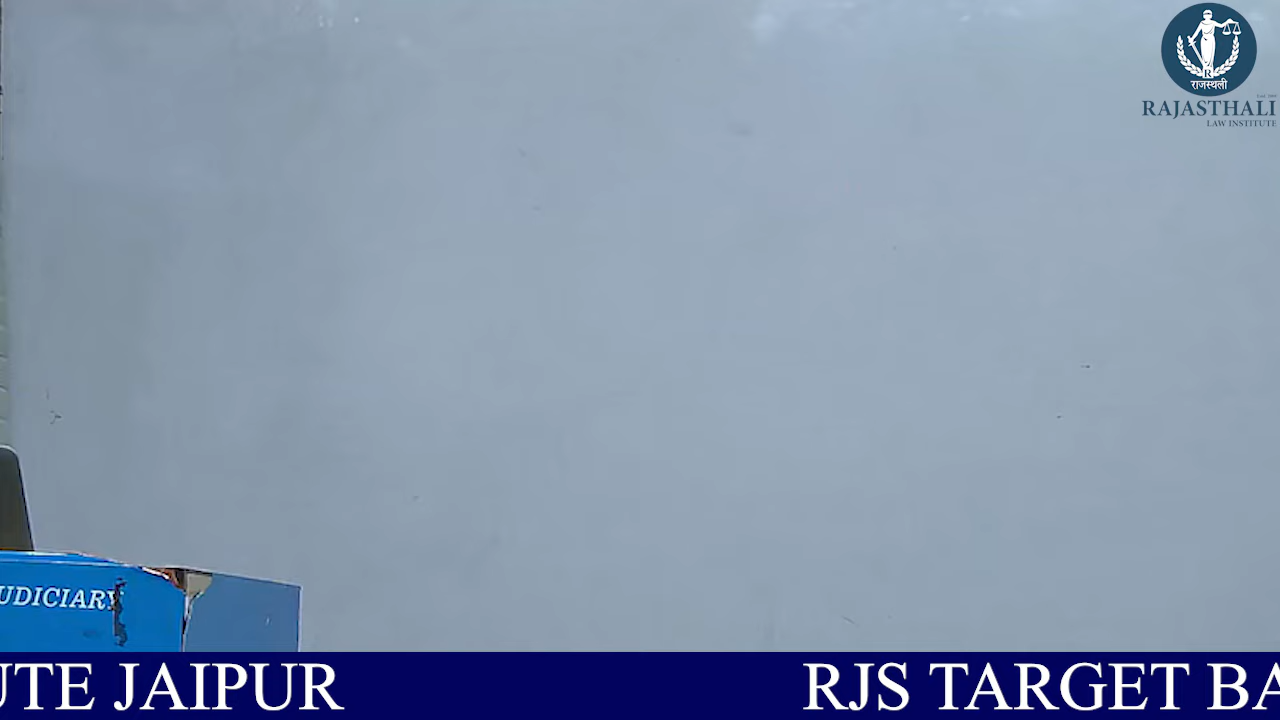 राजस्थली
RAJASTHALI
LAW INSTITUTE
UDICIARY
UTE JAIPUR
RJS TARGET BA